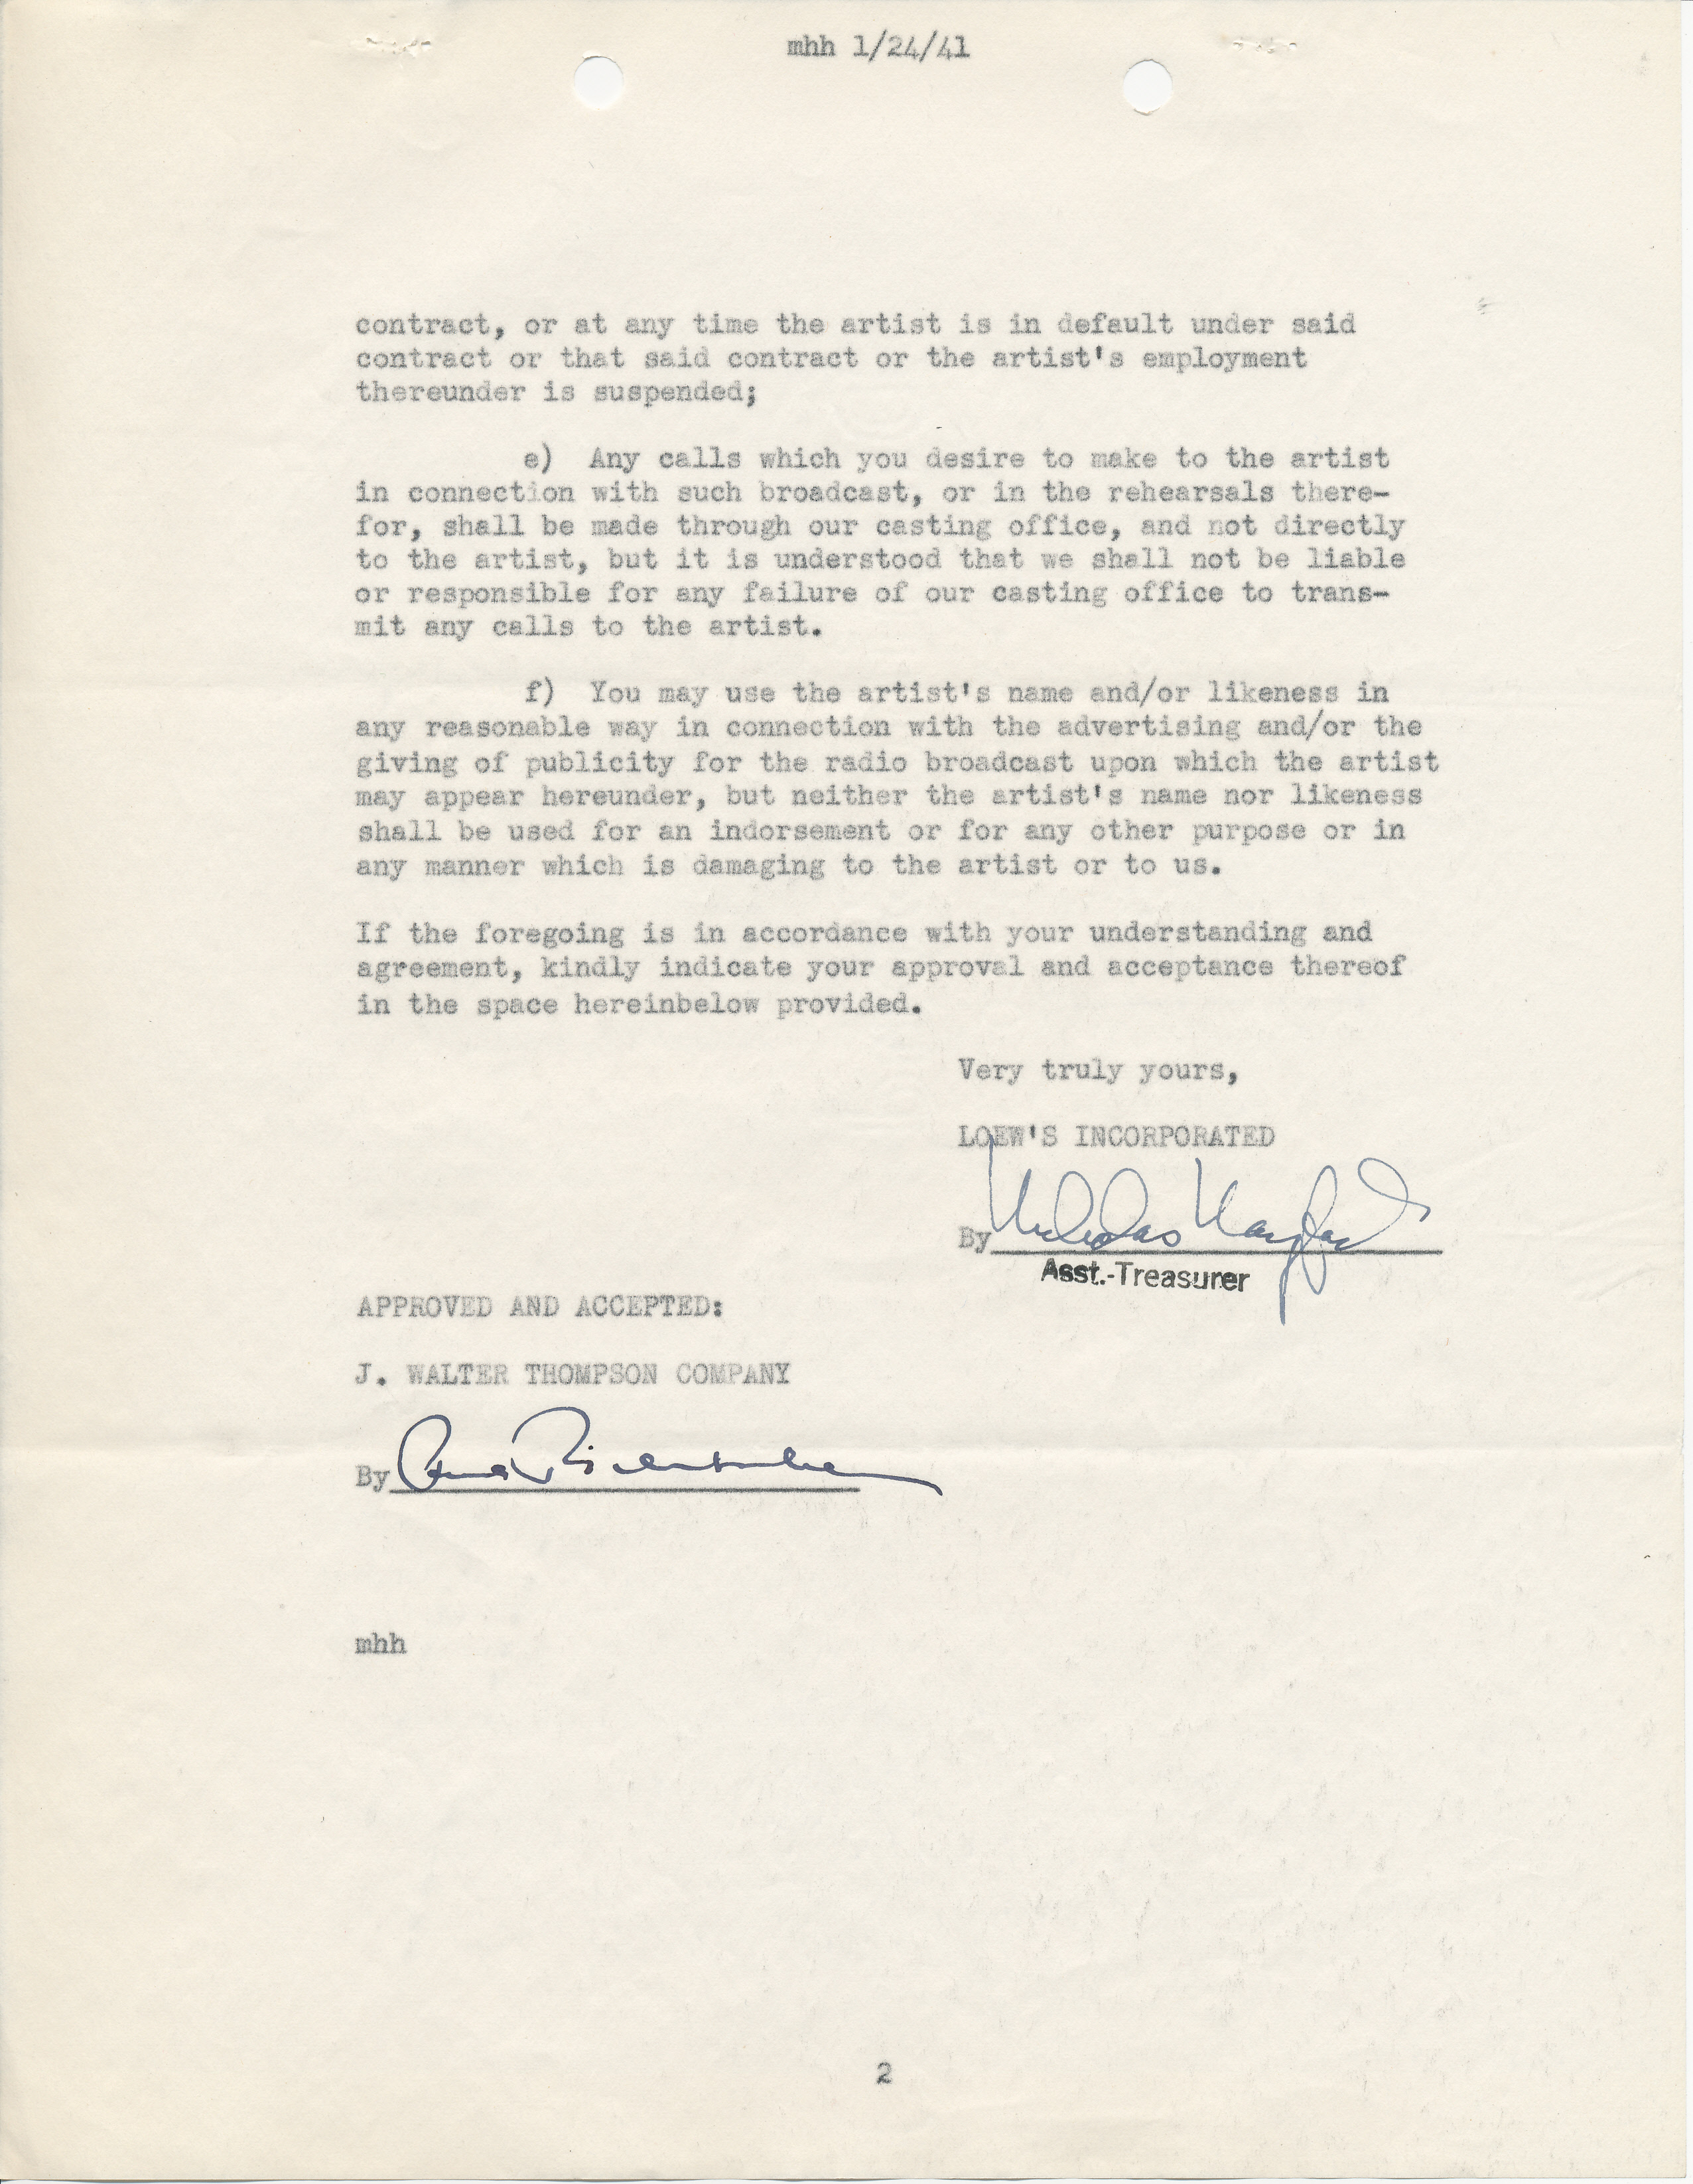 mhh 1/24/41
contract, or at any time the artist is in default under said
contract or that said contract or the artist's employment
thereunder is suspended;
e) Any calls which you desire to make to the artist
in connection with such broadcast, or in the rehearsals there-
for, shall be made through our casting office, and not directly
to the artist, but it is understood that we shall not be liable
or responsible for any failure of our casting office to trans-
mit any calls to the artist.
f) You may use the artist's name and/or likeness in
any reasonable way in connection with the advertising and/or the
giving of publicity for the radio broadcast upon which the artist
may appear hereunder, but neither the artist's name nor likeness
shall be used for an indorsement or for any other purpose or in
any manner which is damaging to the artist or to us.
If the foregoing is in accordance with your understanding and
agreement, kindly indicate your approval and acceptance thereof
in the space hereinbelow provided.
Very truly yours,
LOEW'S INCORPORATED
By Nicholas Nayfack
Asst.-Treasurer
APPROVED AND ACCEPTED:
J. WALTER THOMPSON COMPANY
By
mhh
2